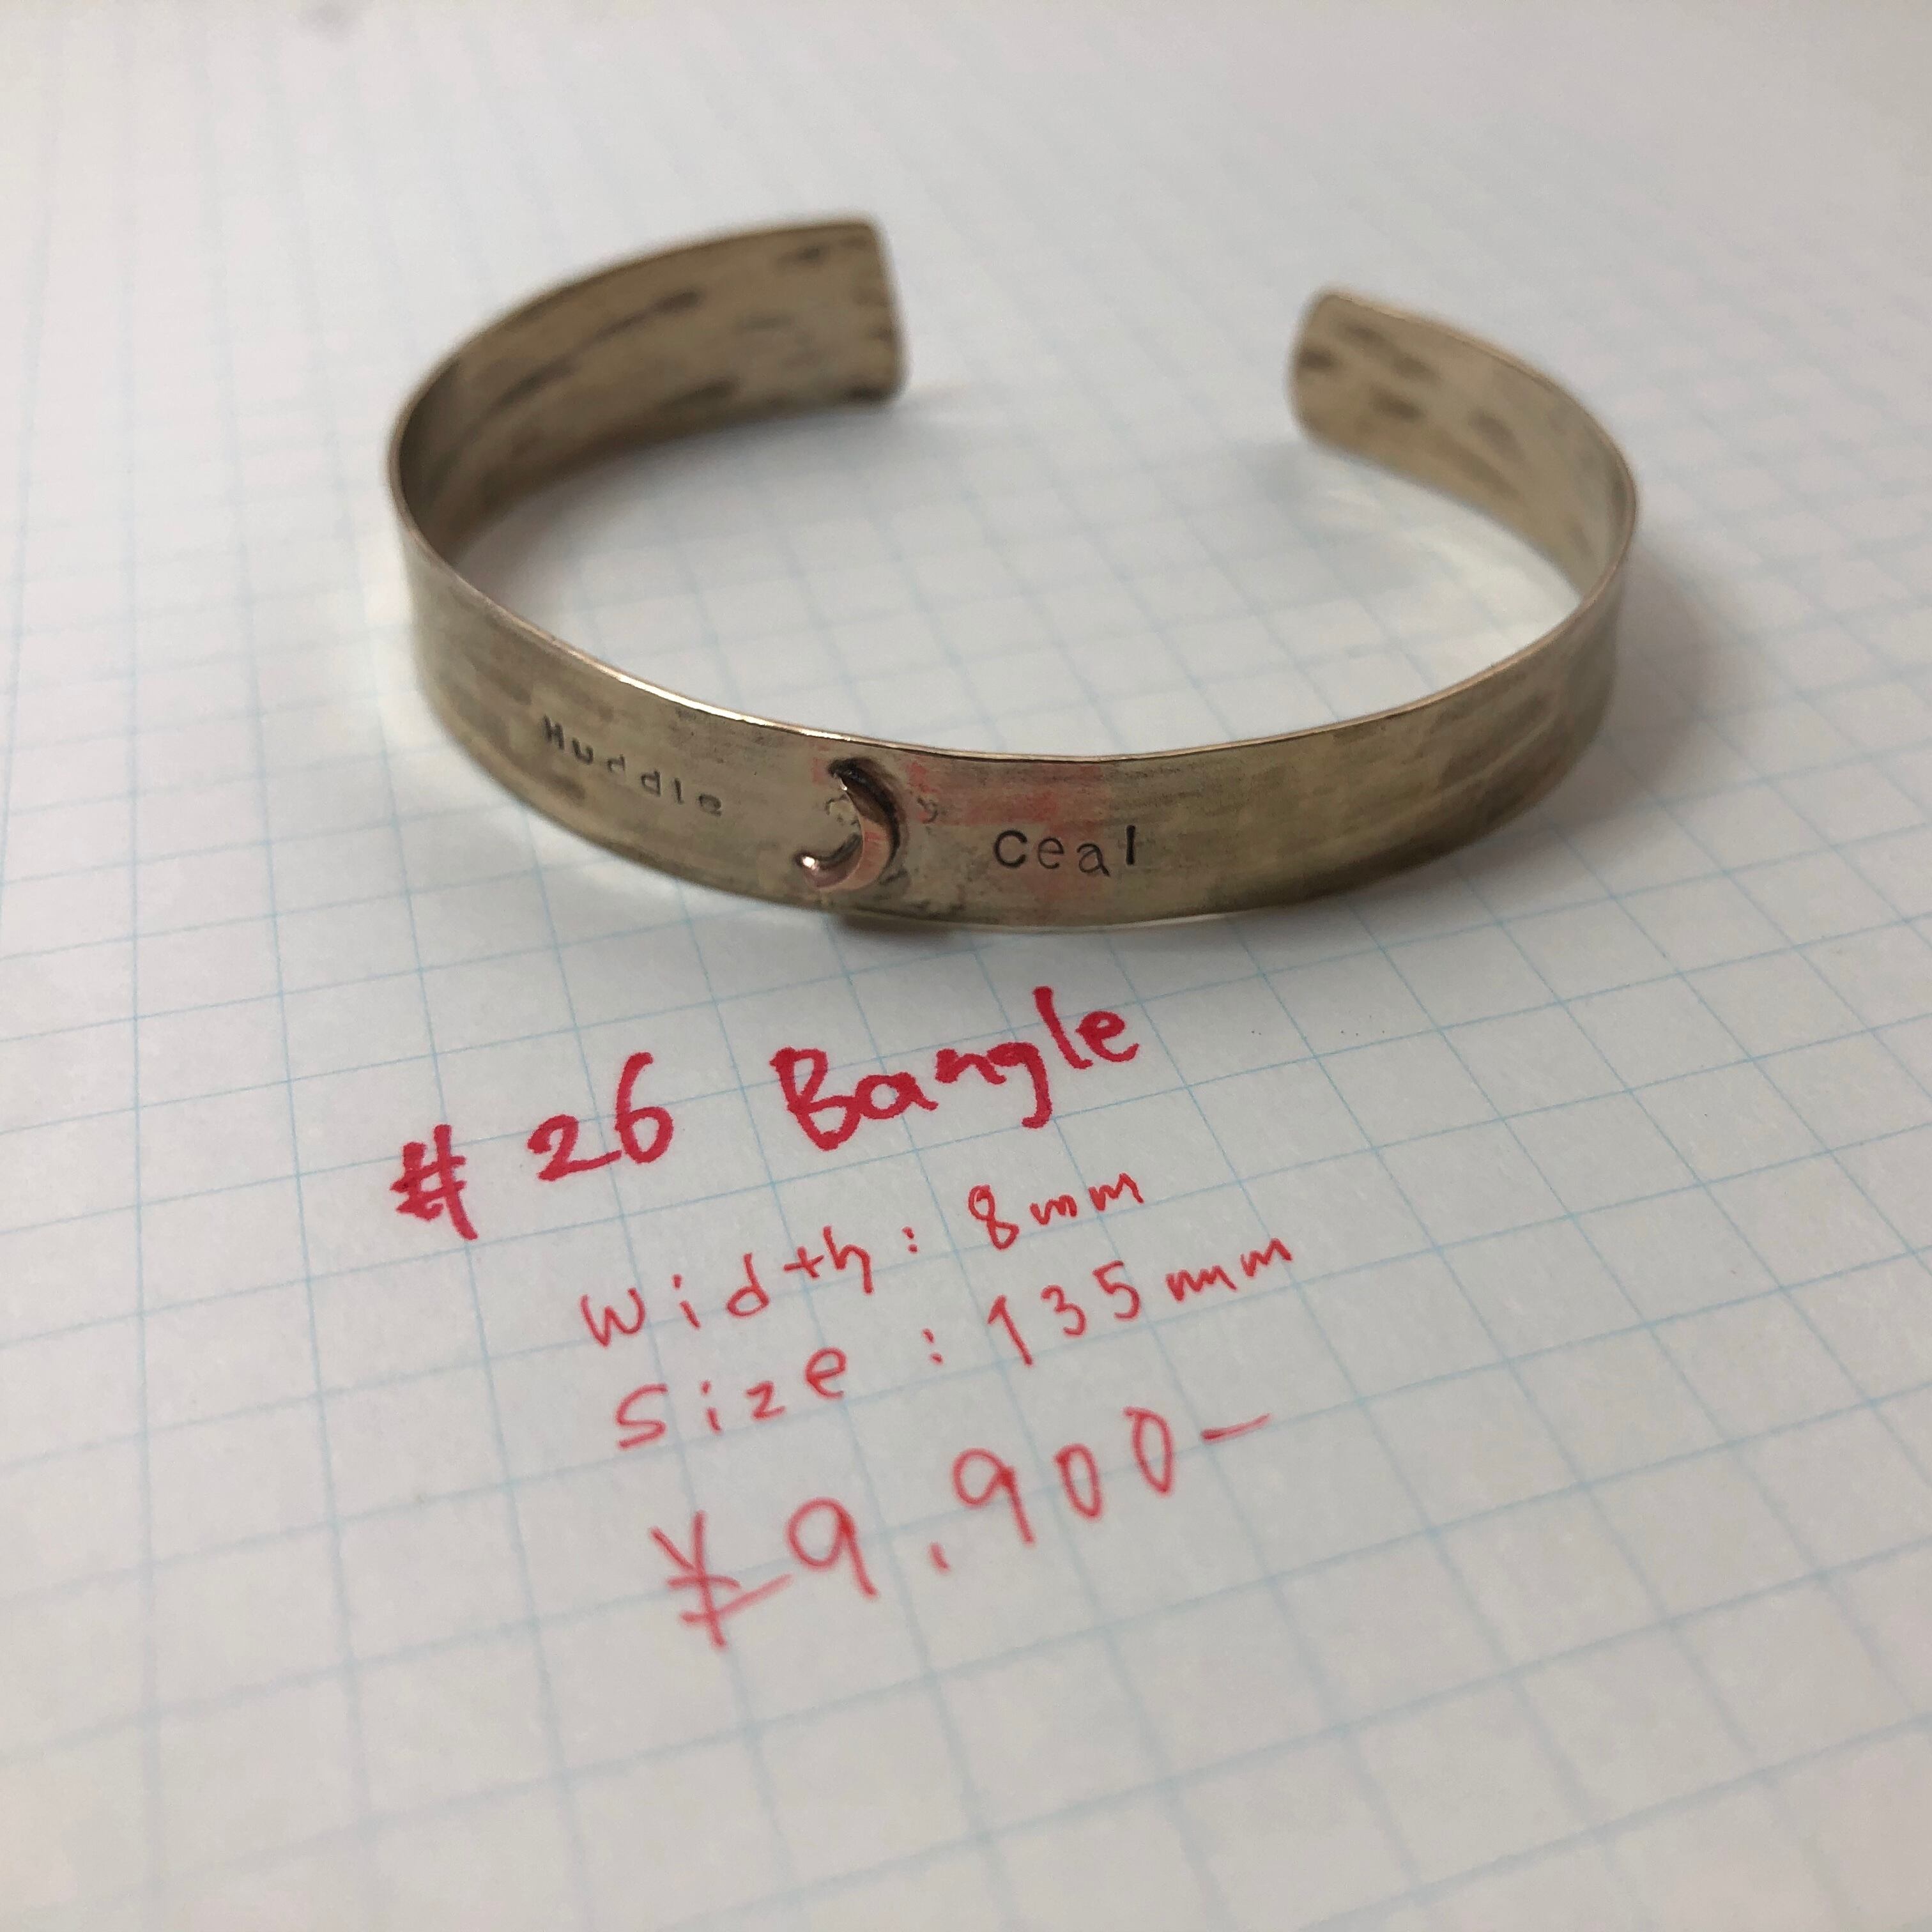 Huddle Ceal
# 26 Bangle
Width: 8mm
Size: 135mm
¥9,900-